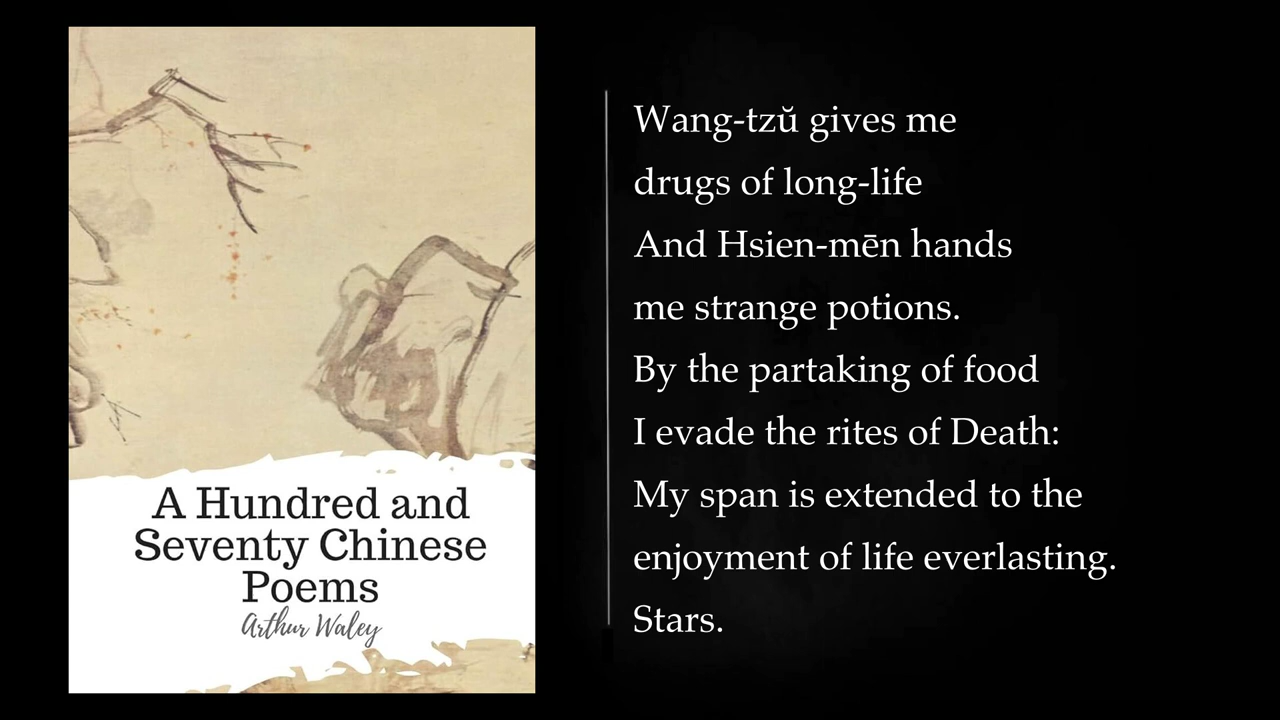 A Hundred and
Seventy Chinese
Poems
Arthur Waley
Wang-tzŭ gives me
drugs of long-life
And Hsien-mēn hands
me strange potions.
By the partaking of food
I evade the rites of Death:
My span is extended to the
enjoyment of life everlasting.
Stars.